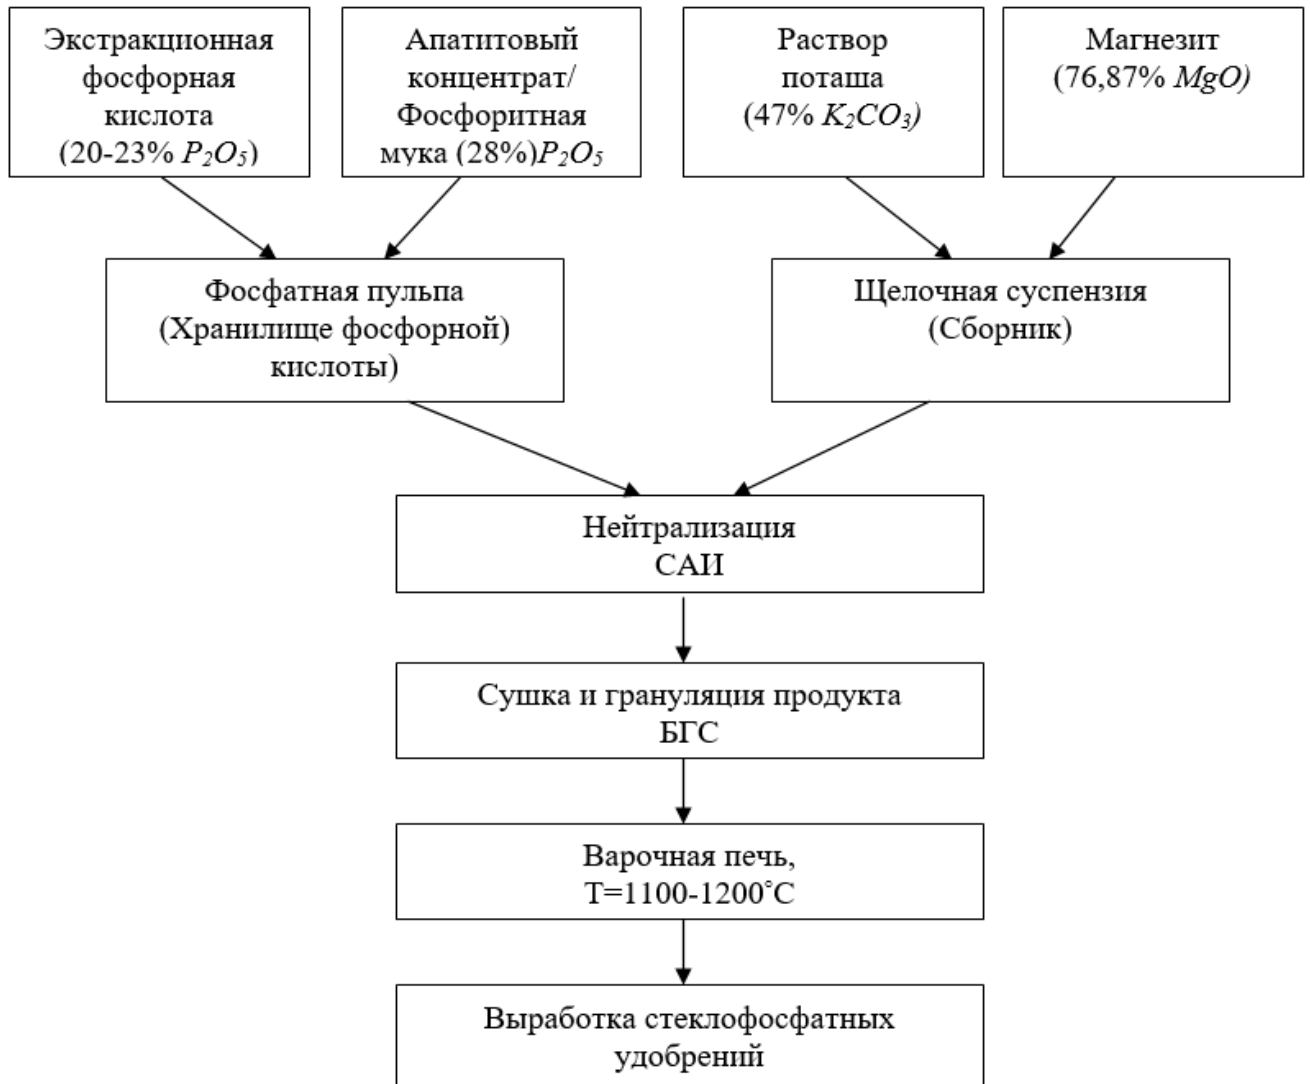 Экстракционная
фосфорная
кислота
(20-23% P₂O₅)
Апатитовый
концентрат/
Фосфоритная
мука (28%)P₂O₅
Раствор
поташа
(47% K₂CO₃)
Магнезит
(76,87% MgO)
Фосфатная пульпа
(Хранилище фосфорной)
кислоты)
Щелочная суспензия
(Сборник)
Нейтрализация
САИ
Сушка и грануляция продукта
БГС
Варочная печь,
T=1100-1200°C
Выработка стеклофосфатных
удобрений